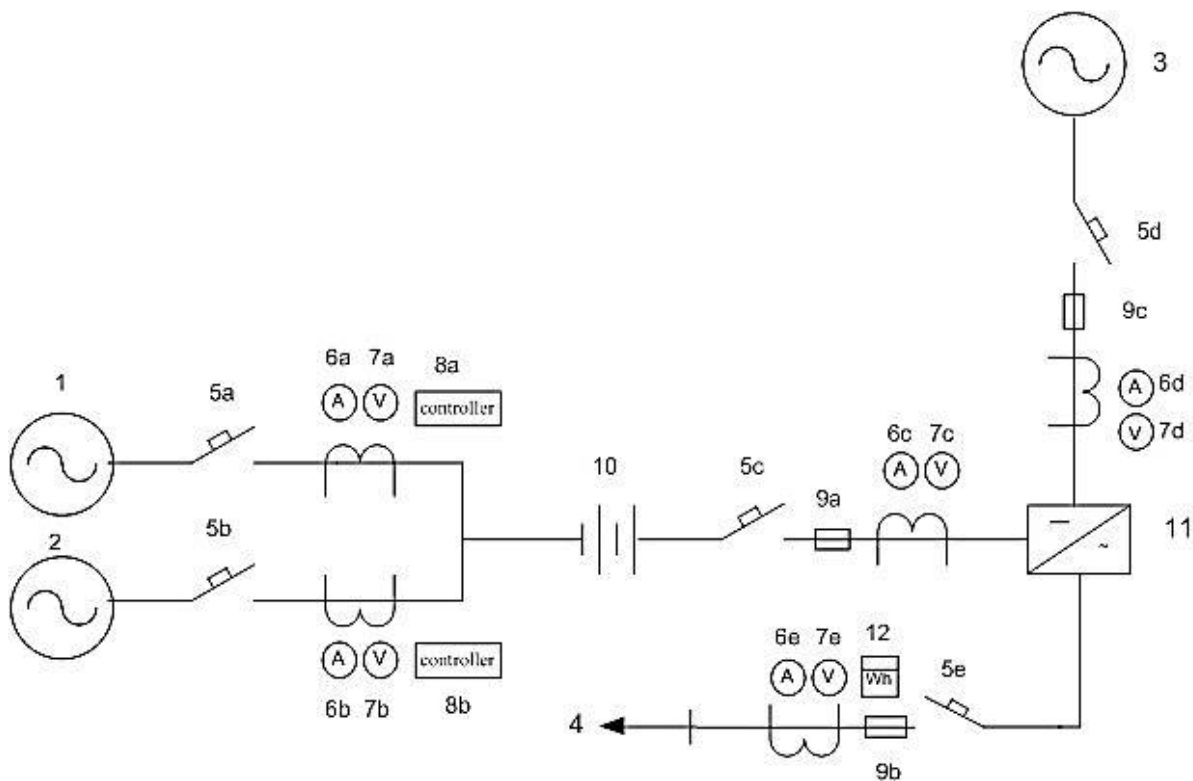 3
5d
9c
A 6d
V 7d
6a 7a 8a
1 5a A V controller
6c 7c
10 5c 9a A V
5b
2
11
~
A V controller
6b 7b 8b
6e 7e 12
A V Wh 5e
4
9b